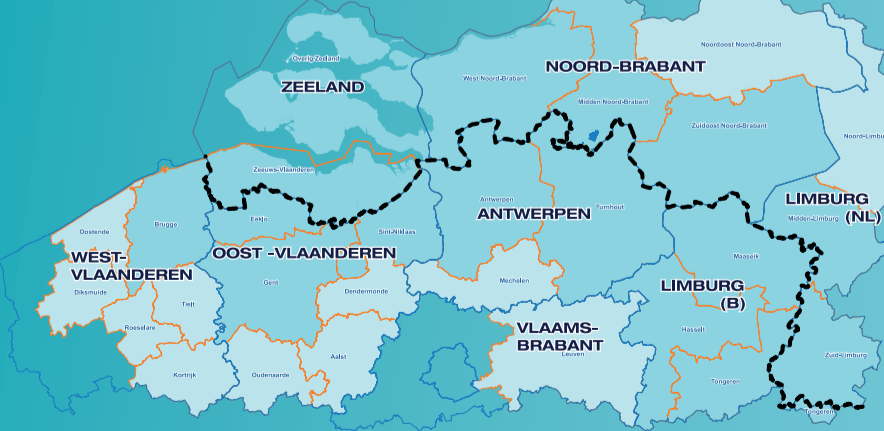 Noordoost Noord-Brabant
Overig Zeeland
NOORD-BRABANT
ZEELAND
West-Noord-Brabant
Midden-Noord-Brabant
Zuidoost Noord-Brabant
Noord-Limbu
Zeeuws-Vlaanderen
LIMBURG
(NL)
Midden-Limburg
Antwerpen
ANTWERPEN
Turnhout
Oostende
Brugge
Eeklo
Sint-Niklaas
WEST-
VLAANDEREN
OOST -VLAANDEREN
Maaseik
Gent
Mechelen
LIMBURG
(B)
Diksmuide
Tielt
Dendermonde
Roeselare
VLAAMS-
BRABANT
Hasselt
Leuven
Aalst
Zuid-Limburg
Kortrijk
Oudenaarde
Tongeren
Tongeren